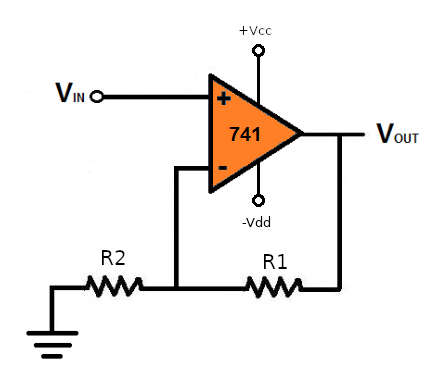 +Vcc
VIN
+
741
VOUT
-
-Vdd
R2
R1